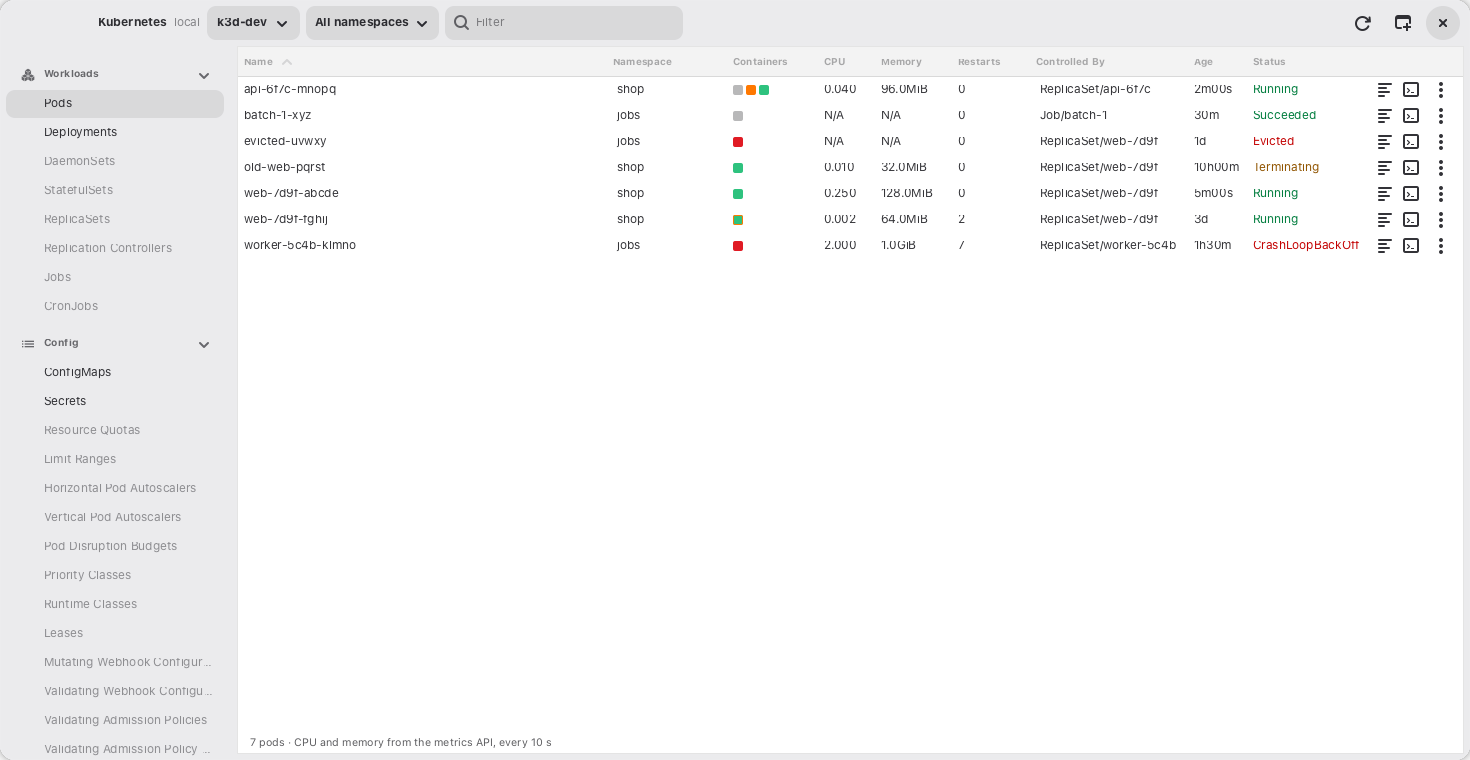 Kubernetes local k3d-dev All namespaces Filter
Workloads
Pods
Deployments
DaemonSets
StatefulSets
ReplicaSets
Replication Controllers
Jobs
CronJobs
Config
ConfigMaps
Secrets
Resource Quotas
Limit Ranges
Horizontal Pod Autoscalers
Vertical Pod Autoscalers
Pod Disruption Budgets
Priority Classes
Runtime Classes
Leases
Mutating Webhook Configur...
Validating Webhook Configu...
Validating Admission Policies
Validating Admission Policy ...
Name Namespace Containers CPU Memory Restarts Controlled By Age Status
api-6f7c-mnopq shop 0.040 96.0MiB 0 ReplicaSet/api-6f7c 2m00s Running
batch-1-xyz jobs N/A N/A 0 Job/batch-1 30m Succeeded
evicted-uvwxy jobs N/A N/A 0 ReplicaSet/web-7d9f 1d Evicted
old-web-pqrst shop 0.010 32.0MiB 0 ReplicaSet/web-7d9f 10h00m Terminating
web-7d9f-abcde shop 0.250 128.0MiB 0 ReplicaSet/web-7d9f 5m00s Running
web-7d9f-fghij shop 0.002 64.0MiB 2 ReplicaSet/web-7d9f 3d Running
worker-5c4b-klmno jobs 2.000 1.0GiB 7 ReplicaSet/worker-5c4b 1h30m CrashLoopBackOff
7 pods · CPU and memory from the metrics API, every 10 s